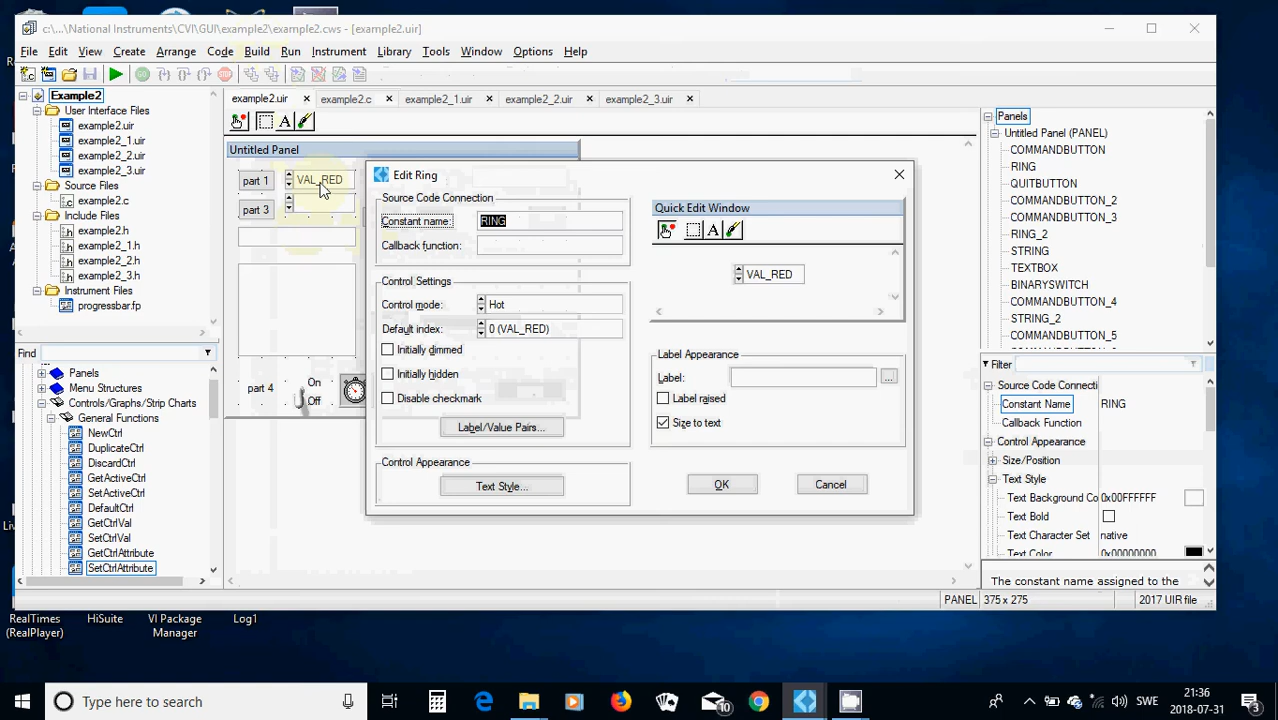 c:\...\National Instruments\CVI\GUI\example2\example2.cws - [example2.uir]
File Edit View Create Arrange Code Build Run Instrument Library Tools Window Options Help
Example2
User Interface Files
example2.uir
example2_1.uir
example2_2.uir
example2_3.uir
Source Files
example2.c
Include Files
example2.h
example2_1.h
example2_2.h
example2_3.h
Instrument Files
progressbar.fp
Find
Panels
Menu Structures
Controls/Graphs/Strip Charts
General Functions
NewCtrl
DuplicateCtrl
DiscardCtrl
GetActiveCtrl
SetActiveCtrl
DefaultCtrl
GetCtrlVal
SetCtrlVal
GetCtrlAttribute
SetCtrlAttribute
example2.uir example2.c example2_1.uir example2_2.uir example2_3.uir
A
Untitled Panel
part 1 VAL_RED
part 3
part 4 On
Off
Edit Ring
Source Code Connection
Constant name: RING
Callback function:
Control Settings
Control mode: Hot
Default index: 0 (VAL_RED)
Initially dimmed
Initially hidden
Disable checkmark
Label/Value Pairs...
Control Appearance
Text Style...
Quick Edit Window
A
VAL_RED
Label Appearance
Label: ...
Label raised
Size to text
OK Cancel
Panels
Untitled Panel (PANEL)
COMMANDBUTTON
RING
QUITBUTTON
COMMANDBUTTON_2
COMMANDBUTTON_3
RING_2
STRING
TEXTBOX
BINARYSWITCH
COMMANDBUTTON_4
STRING_2
COMMANDBUTTON_5
Filter
Source Code Connecti
Constant Name RING
Callback Function
Control Appearance
Size/Position
Text Style
Text Background Co 0x00FFFFFF
Text Bold
Text Character Set native
Text Color 0x00000000
The constant name assigned to the
PANEL 375 x 275 2017 UIR file
RealTimes
(RealPlayer)
HiSuite
VI Package
Manager
Log1
Type here to search
10
SWE
21:36
2018-07-31
3